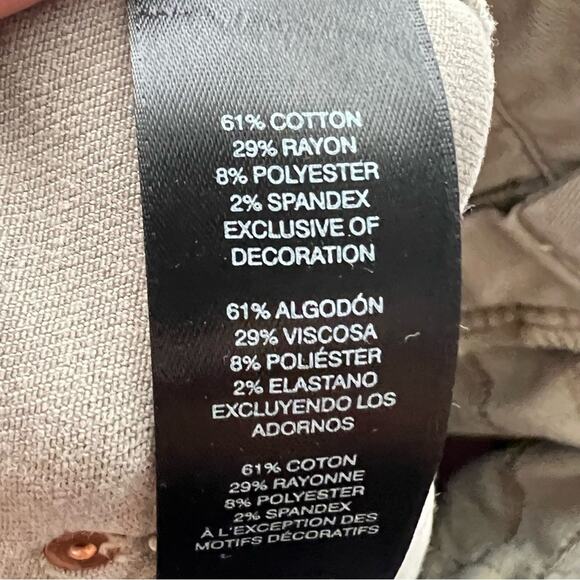 61% COTTON
29% RAYON
8% POLYESTER
2% SPANDEX
EXCLUSIVE OF
DECORATION
61% ALGODÓN
29% VISCOSA
8% POLIÉSTER
2% ELASTANO
EXCLUYENDO LOS
ADORNOS
61% COTON
29% RAYONNE
8% POLYESTER
2% SPANDEX
À L'EXCEPTION DES
MOTIFS DÉCORATIFS